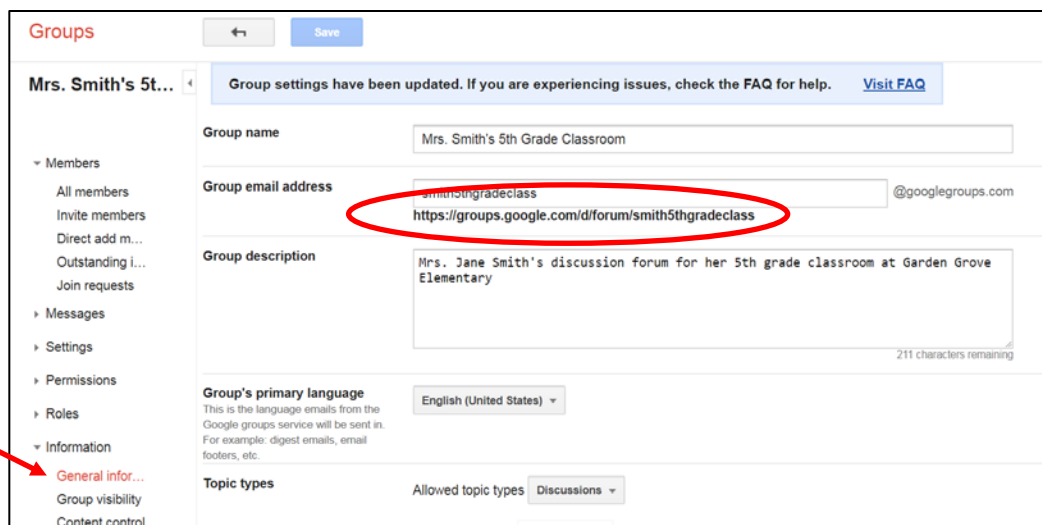 Groups
Save
Mrs. Smith's 5t...
Group settings have been updated. If you are experiencing issues, check the FAQ for help. Visit FAQ
Members
All members
Invite members
Direct add m...
Outstanding i...
Join requests
Messages
Settings
Permissions
Roles
Information
General infor...
Group visibility
Content control
Group name
Mrs. Smith's 5th Grade Classroom
Group email address
smith5thgradeclass @googlegroups.com
https://groups.google.com/d/forum/smith5thgradeclass
Group description
Mrs. Jane Smith's discussion forum for her 5th grade classroom at Garden Grove
Elementary
211 characters remaining
Group's primary language
This is the language emails from the
Google groups service will be sent in.
For example: digest emails, email
footers, etc.
English (United States)
Topic types
Allowed topic types Discussions